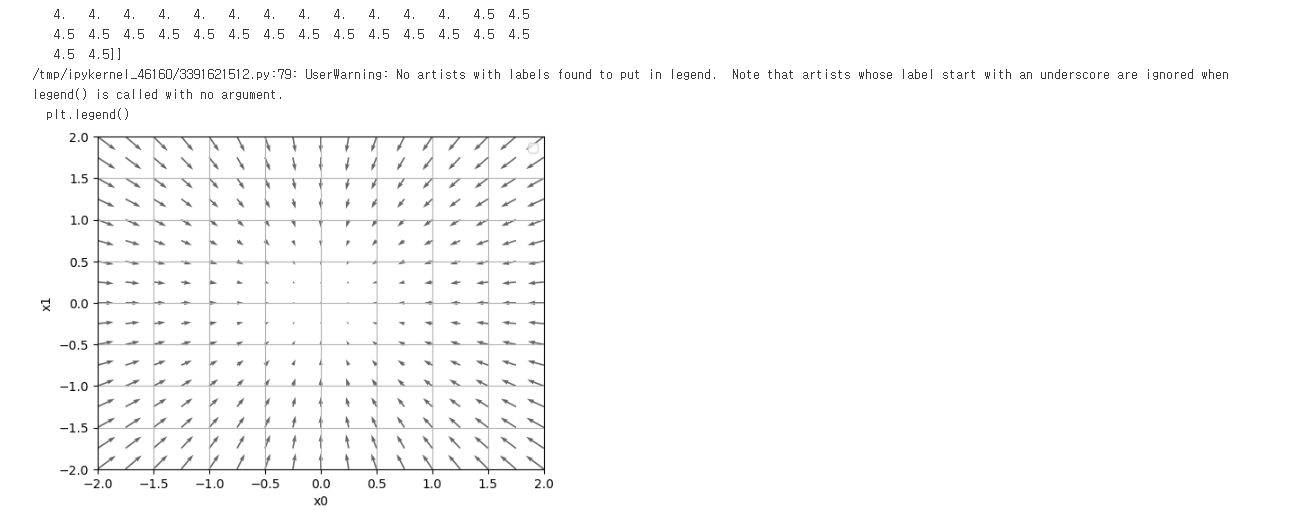 4. 4. 4. 4. 4. 4. 4. 4. 4. 4. 4. 4. 4.5 4.5
4.5 4.5 4.5 4.5 4.5 4.5 4.5 4.5 4.5 4.5 4.5 4.5 4.5 4.5
4.5 4.5]]
/tmp/ipykernel_46160/3391621512.py:79: UserWarning: No artists with labels found to put in legend.  Note that artists whose label start with an underscore are ignored when
legend() is called with no argument.
plt.legend()
2.0
1.5
1.0
0.5
0.0
−0.5
−1.0
−1.5
−2.0
x1
−2.0 −1.5 −1.0 −0.5 0.0 0.5 1.0 1.5 2.0
x0